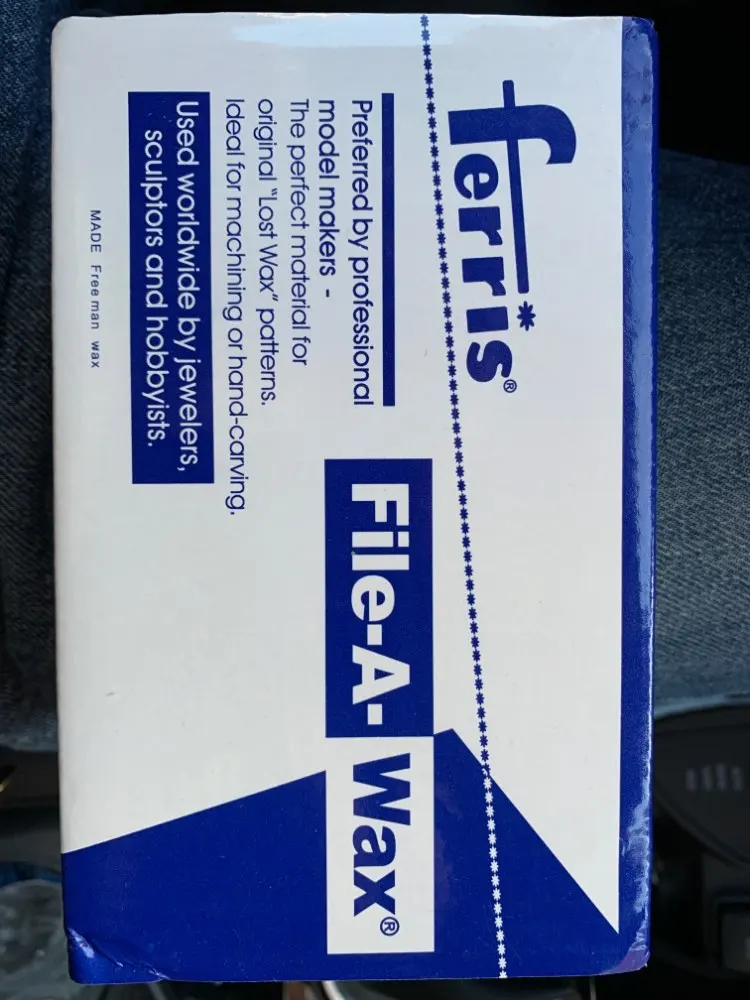 ferris®
Preferred by professional
model makers -
The perfect material for
original "Lost Wax" patterns.
Ideal for machining or hand-carving.
Used worldwide by jewelers,
sculptors and hobbyists.
MADE Free man wax
File-A-Wax®